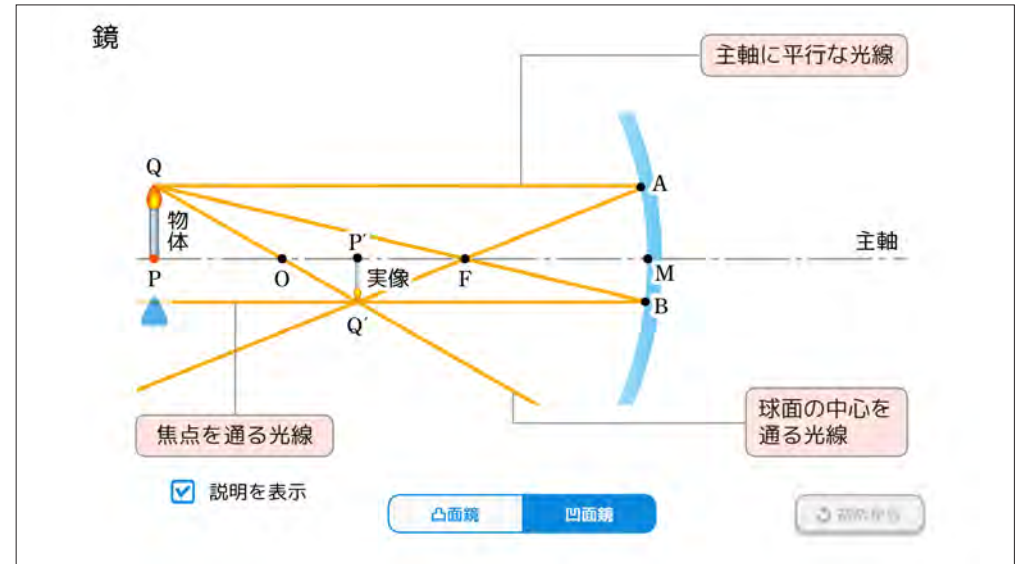 鏡
主軸に平行な光線
Q
A
物
体
P′
主軸
P
O
実像
F
M
B
Q′
焦点を通る光線
球面の中心を
通る光線
説明を表示
凸面鏡
凹面鏡